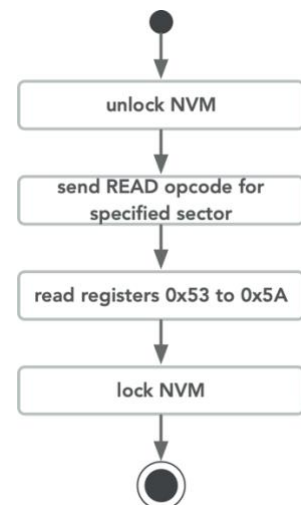 unlock NVM
send READ opcode for
specified sector
read registers 0x53 to 0x5A
lock NVM